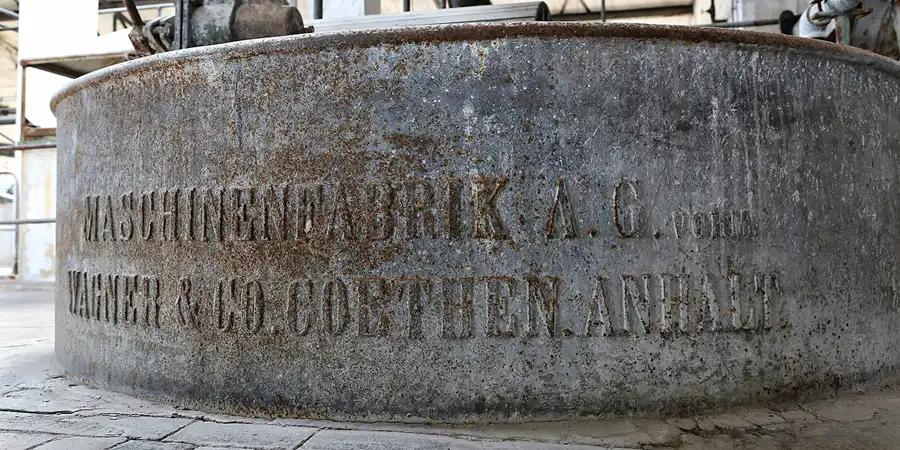 MASCHINENFABRIK A.G. VORM.
WAGNER & CO. COETHEN. ANHALT.